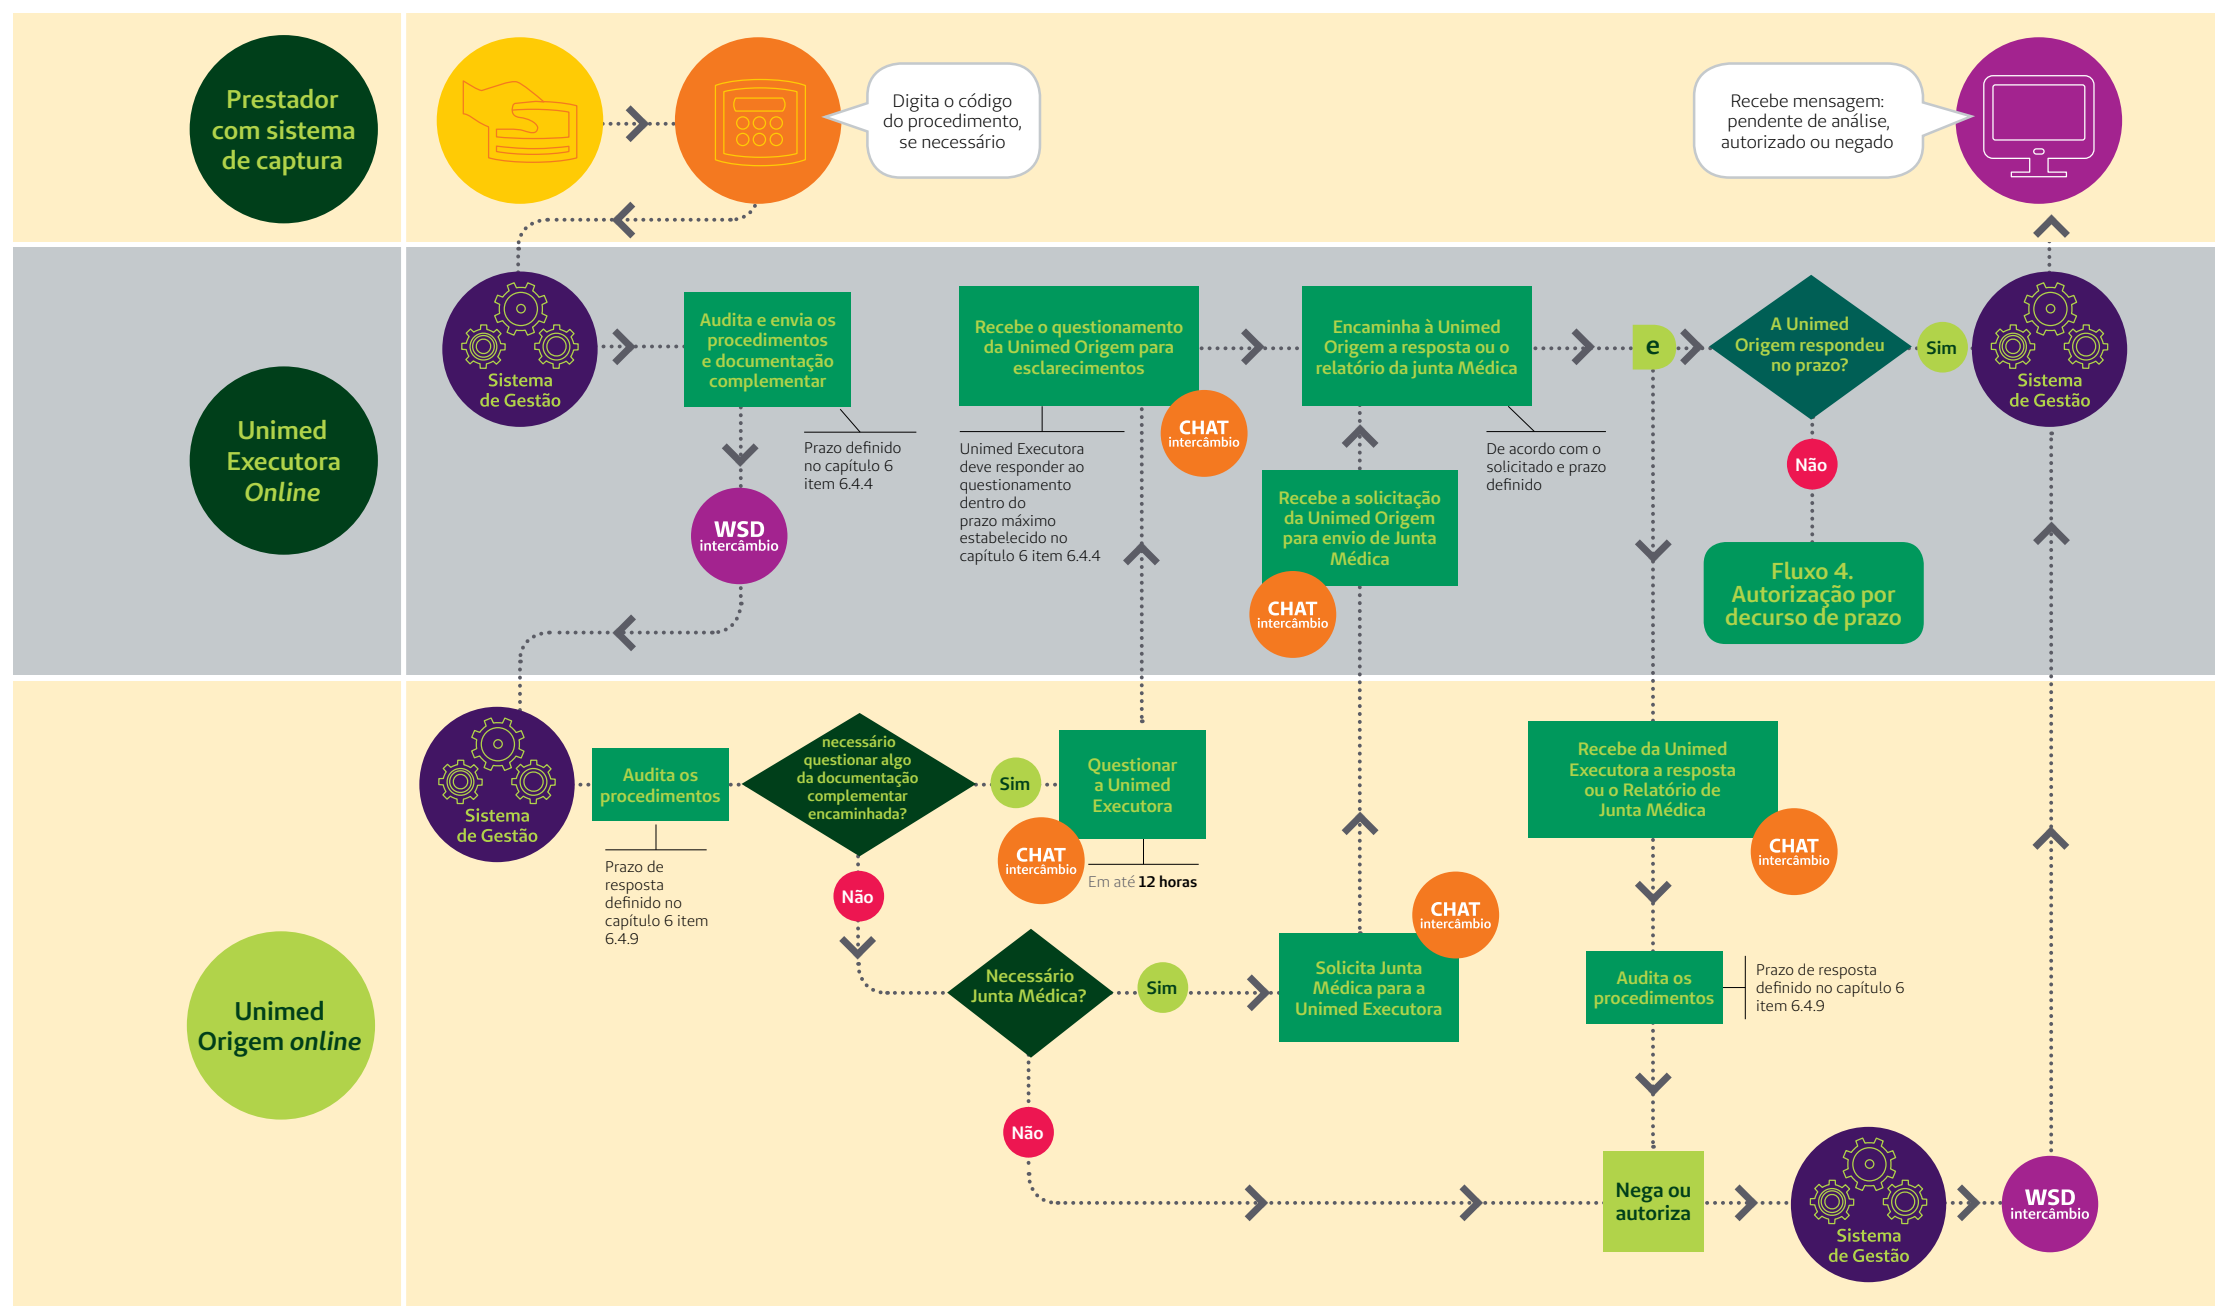 Prestador
com sistema
de captura
Digita o código
do procedimento,
se necessário
Recebe mensagem:
pendente de análise,
autorizado ou negado
Unimed
Executora
Online
Sistema
de Gestão
Audita e envia os
procedimentos
e documentação
complementar
Prazo definido
no capítulo 6
item 6.4.4
WSD
intercâmbio
Recebe o questionamento
da Unimed Origem para
esclarecimentos
CHAT
intercâmbio
Unimed Executora
deve responder ao
questionamento
dentro do
prazo máximo
estabelecido no
capítulo 6 item 6.4.4
Encaminha à Unimed
Origem a resposta ou o
relatório da junta Médica
De acordo com o
solicitado e prazo
definido
Recebe a solicitação
da Unimed Origem
para envio de Junta
Médica
CHAT
intercâmbio
e
A Unimed
Origem respondeu
no prazo?
Sim
Não
Fluxo 4.
Autorização por
decurso de prazo
Sistema
de Gestão
Unimed
Origem online
Sistema
de Gestão
Audita os
procedimentos
Prazo de
resposta
definido no
capítulo 6 item
6.4.9
necessário
questionar algo
da documentação
complementar
encaminhada?
Sim
Não
Questionar
a Unimed
Executora
CHAT
intercâmbio
Em até 12 horas
Necessário
Junta Médica?
Sim
Não
Solicita Junta
Médica para a
Unimed Executora
CHAT
intercâmbio
Recebe da Unimed
Executora a resposta
ou o Relatório de
Junta Médica
CHAT
intercâmbio
Audita os
procedimentos
Prazo de resposta
definido no capítulo 6
item 6.4.9
Nega ou
autoriza
Sistema
de Gestão
WSD
intercâmbio